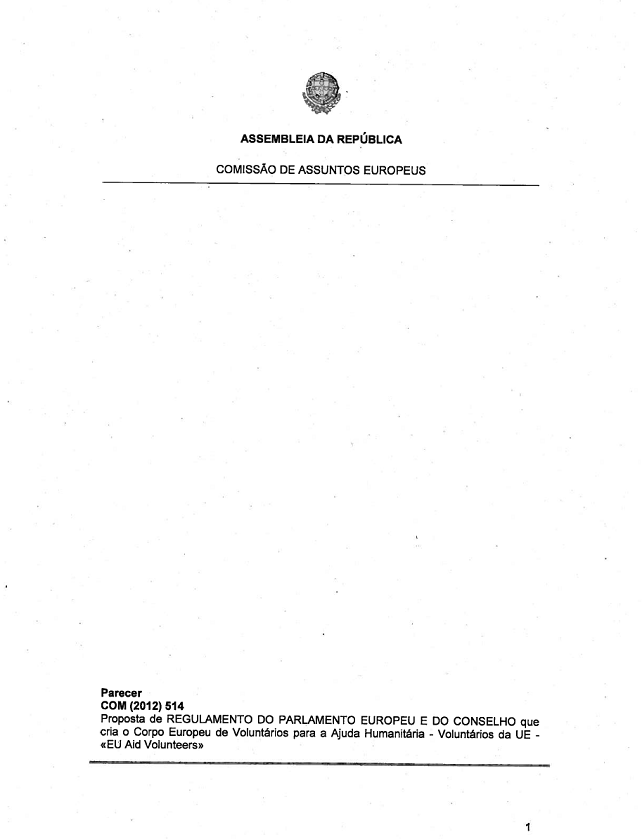 ASSEMBLEIA DA REPÚBLICA
COMISSÃO DE ASSUNTOS EUROPEUS
Parecer
COM (2012) 514
Proposta de REGULAMENTO DO PARLAMENTO EUROPEU E DO CONSELHO que
cria o Corpo Europeu de Voluntários para a Ajuda Humanitária - Voluntários da UE -
«EU Aid Volunteers»
1